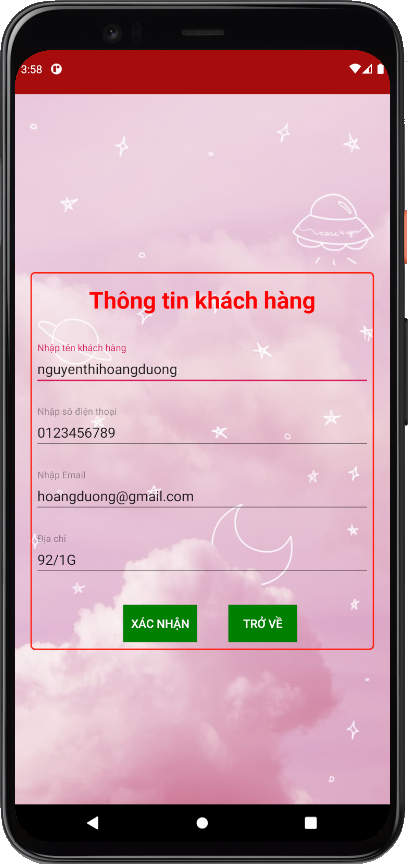 3:58
Thông tin khách hàng
Nhập tên khách hàng
nguyenthihoangduong
Nhập số điện thoại
0123456789
Nhập Email
hoangduong@gmail.com
Địa chỉ
92/1G
XÁC NHẬN
TRỞ VỀ